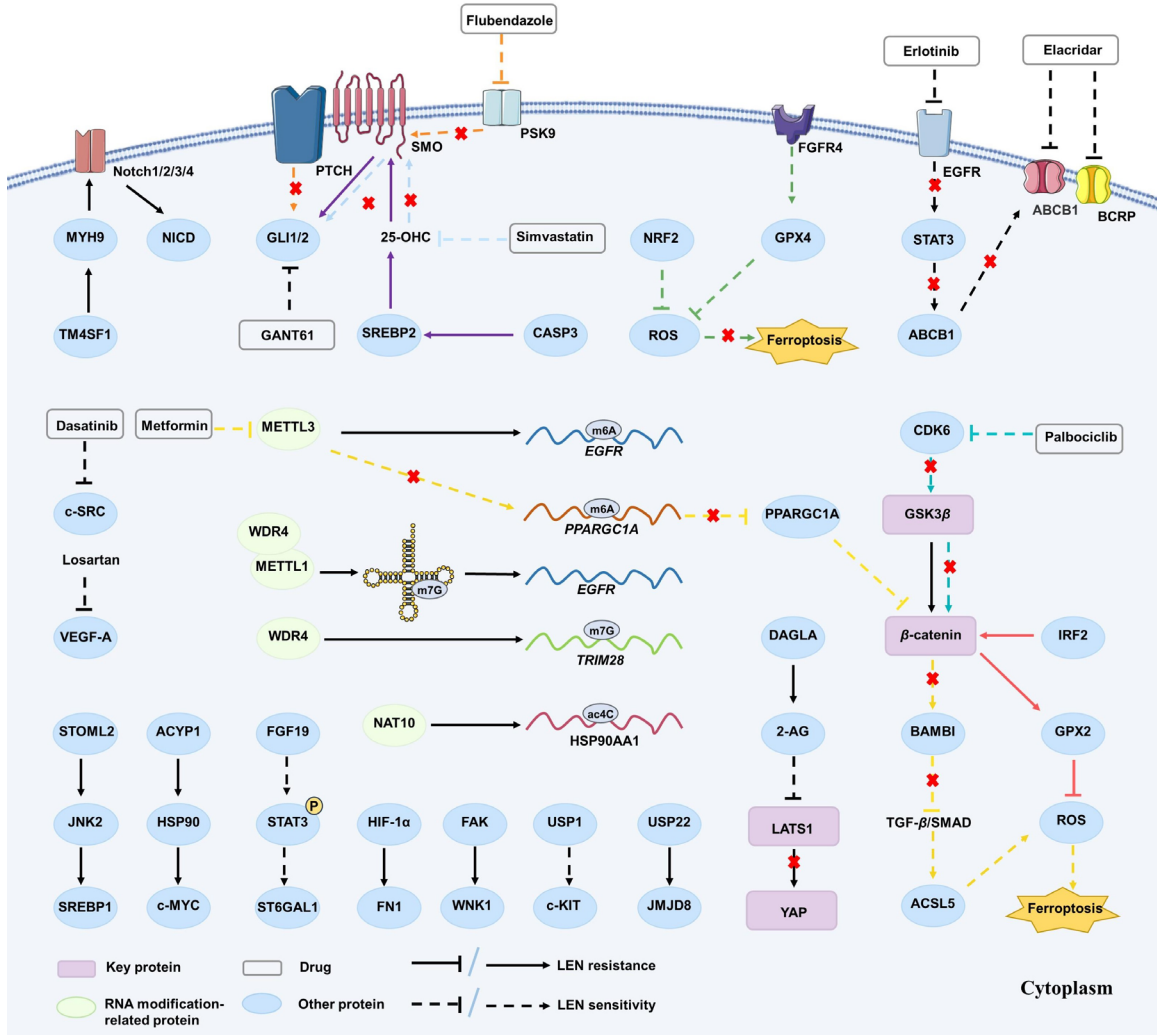 Flubendazole
Erlotinib
Elacridar
PSK9
SMO
PTCH
FGFR4
EGFR
Notch1/2/3/4
ABCB1
BCRP
MYH9
NICD
GLI1/2
25-OHC
Simvastatin
NRF2
GPX4
STAT3
TM4SF1
GANT61
SREBP2
CASP3
ROS
Ferroptosis
ABCB1
Dasatinib
Metformin
METTL3
m6A
EGFR
CDK6
Palbociclib
c-SRC
m6A
PPARGC1A
PPARGC1A
GSK3β
WDR4
METTL1
Losartan
m7G
EGFR
VEGF-A
WDR4
m7G
TRIM28
DAGLA
β-catenin
IRF2
STOML2
ACYP1
FGF19
NAT10
ac4C
HSP90AA1
2-AG
BAMBI
GPX2
P
JNK2
HSP90
STAT3
HIF-1α
FAK
USP1
USP22
LATS1
TGF-β/SMAD
ROS
SREBP1
c-MYC
ST6GAL1
FN1
WNK1
c-KIT
JMJD8
YAP
ACSL5
Ferroptosis
Key protein
Drug
LEN resistance
RNA modification-
related protein
Other protein
LEN sensitivity
Cytoplasm